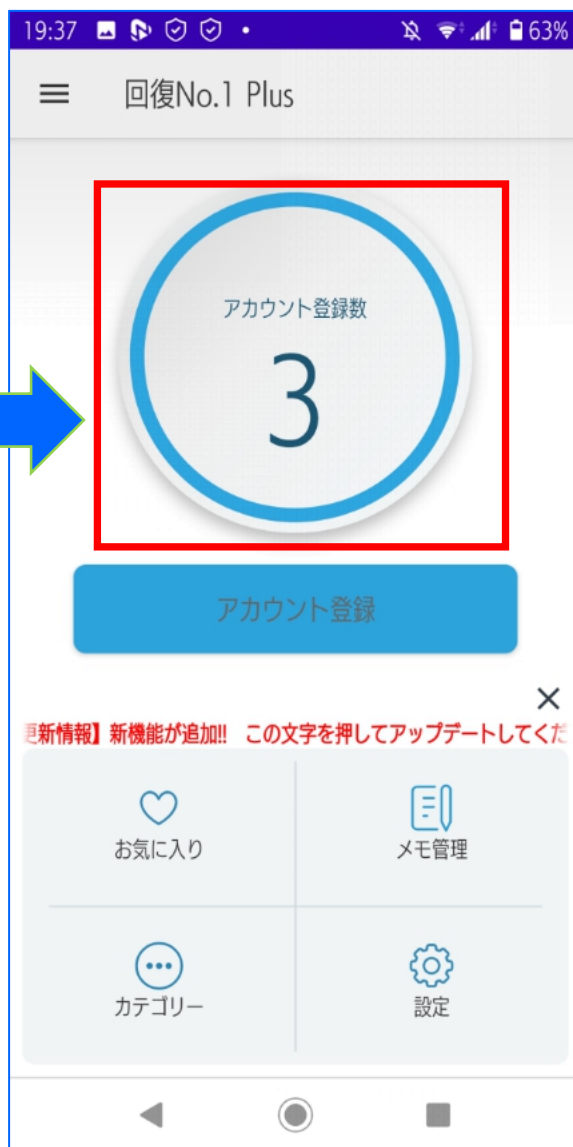 19:37 63%
回復No.1 Plus
アカウント登録数
3
アカウント登録
更新情報】新機能が追加!! この文字を押してアップデートしてくだ
お気に入り メモ管理
カテゴリー 設定